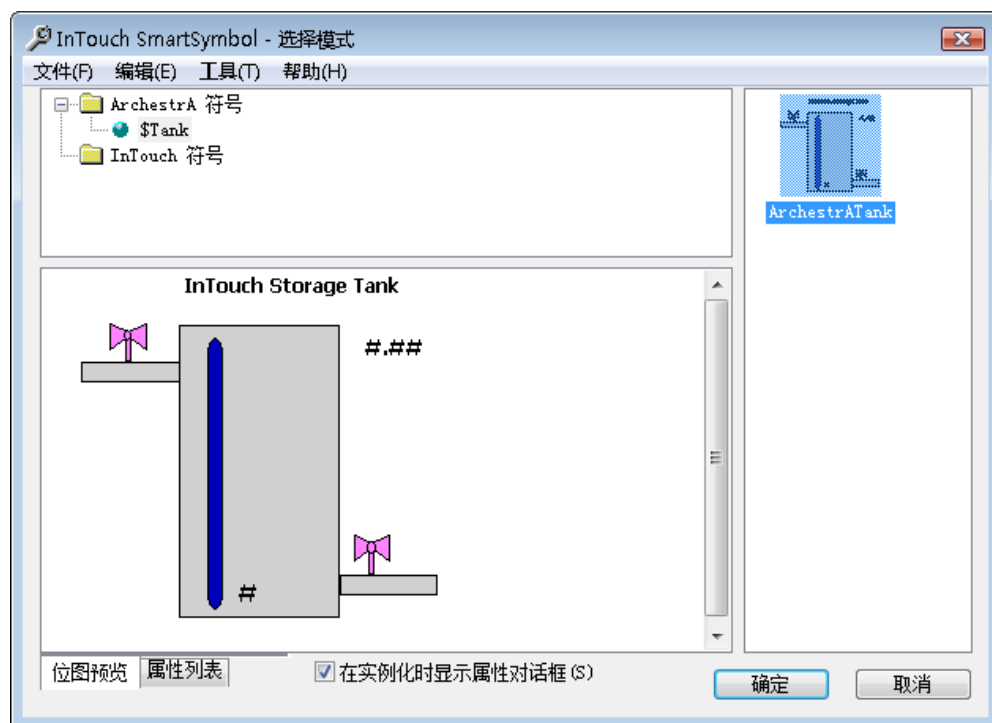 InTouch SmartSymbol - 选择模式
文件(F) 编辑(E) 工具(T) 帮助(H)
ArchestrA 符号
$Tank
InTouch 符号
ArchestrATank
InTouch Storage Tank
#.##
#
位图预览 属性列表 在实例化时显示属性对话框(S) 确定 取消